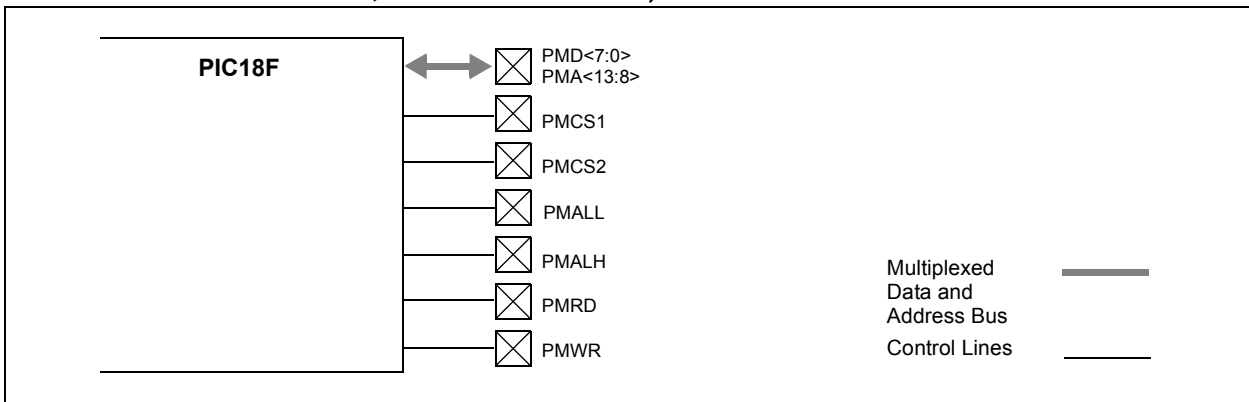 PIC18F
PMD<7:0>
PMA<13:8>
PMCS1
PMCS2
PMALL
PMALH
PMRD
PMWR
Multiplexed
Data and
Address Bus
Control Lines